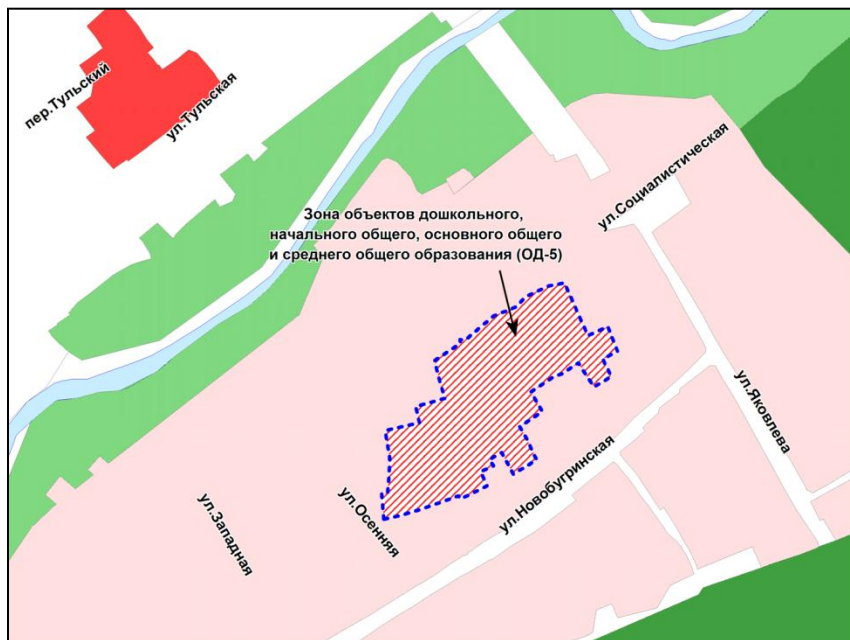 пер.Тульский
ул.Тульская
ул.Социалистическая
Зона объектов дошкольного,
начального общего, основного общего
и среднего общего образования (ОД-5)
ул.Яковлева
ул.Новобугринская
ул.Осенняя
ул.Западная